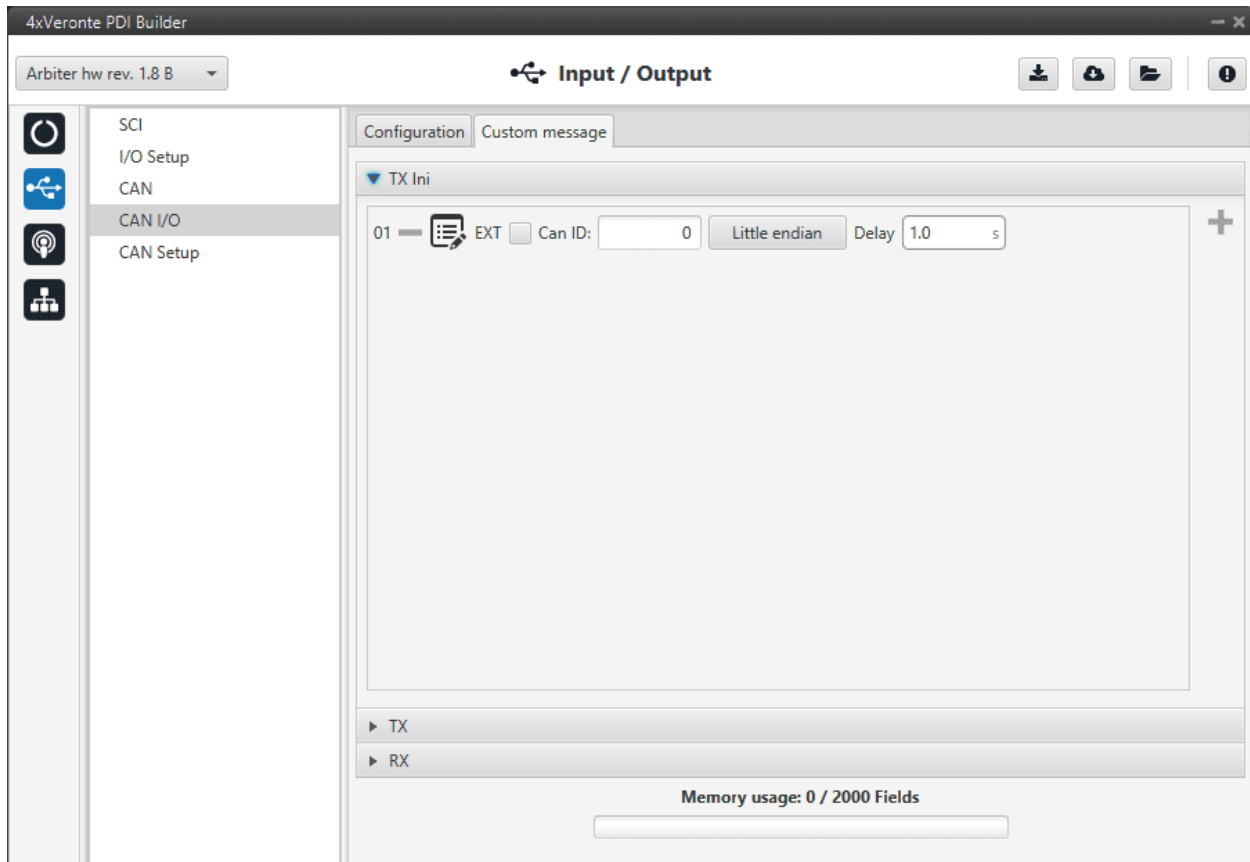 4xVeronte PDI Builder
Arbiter hw rev. 1.8 B
Input / Output
SCI
I/O Setup
CAN
CAN I/O
CAN Setup
Configuration
Custom message
TX Ini
01 EXT Can ID: 0 Little endian Delay 1.0 s
TX
RX
Memory usage: 0 / 2000 Fields